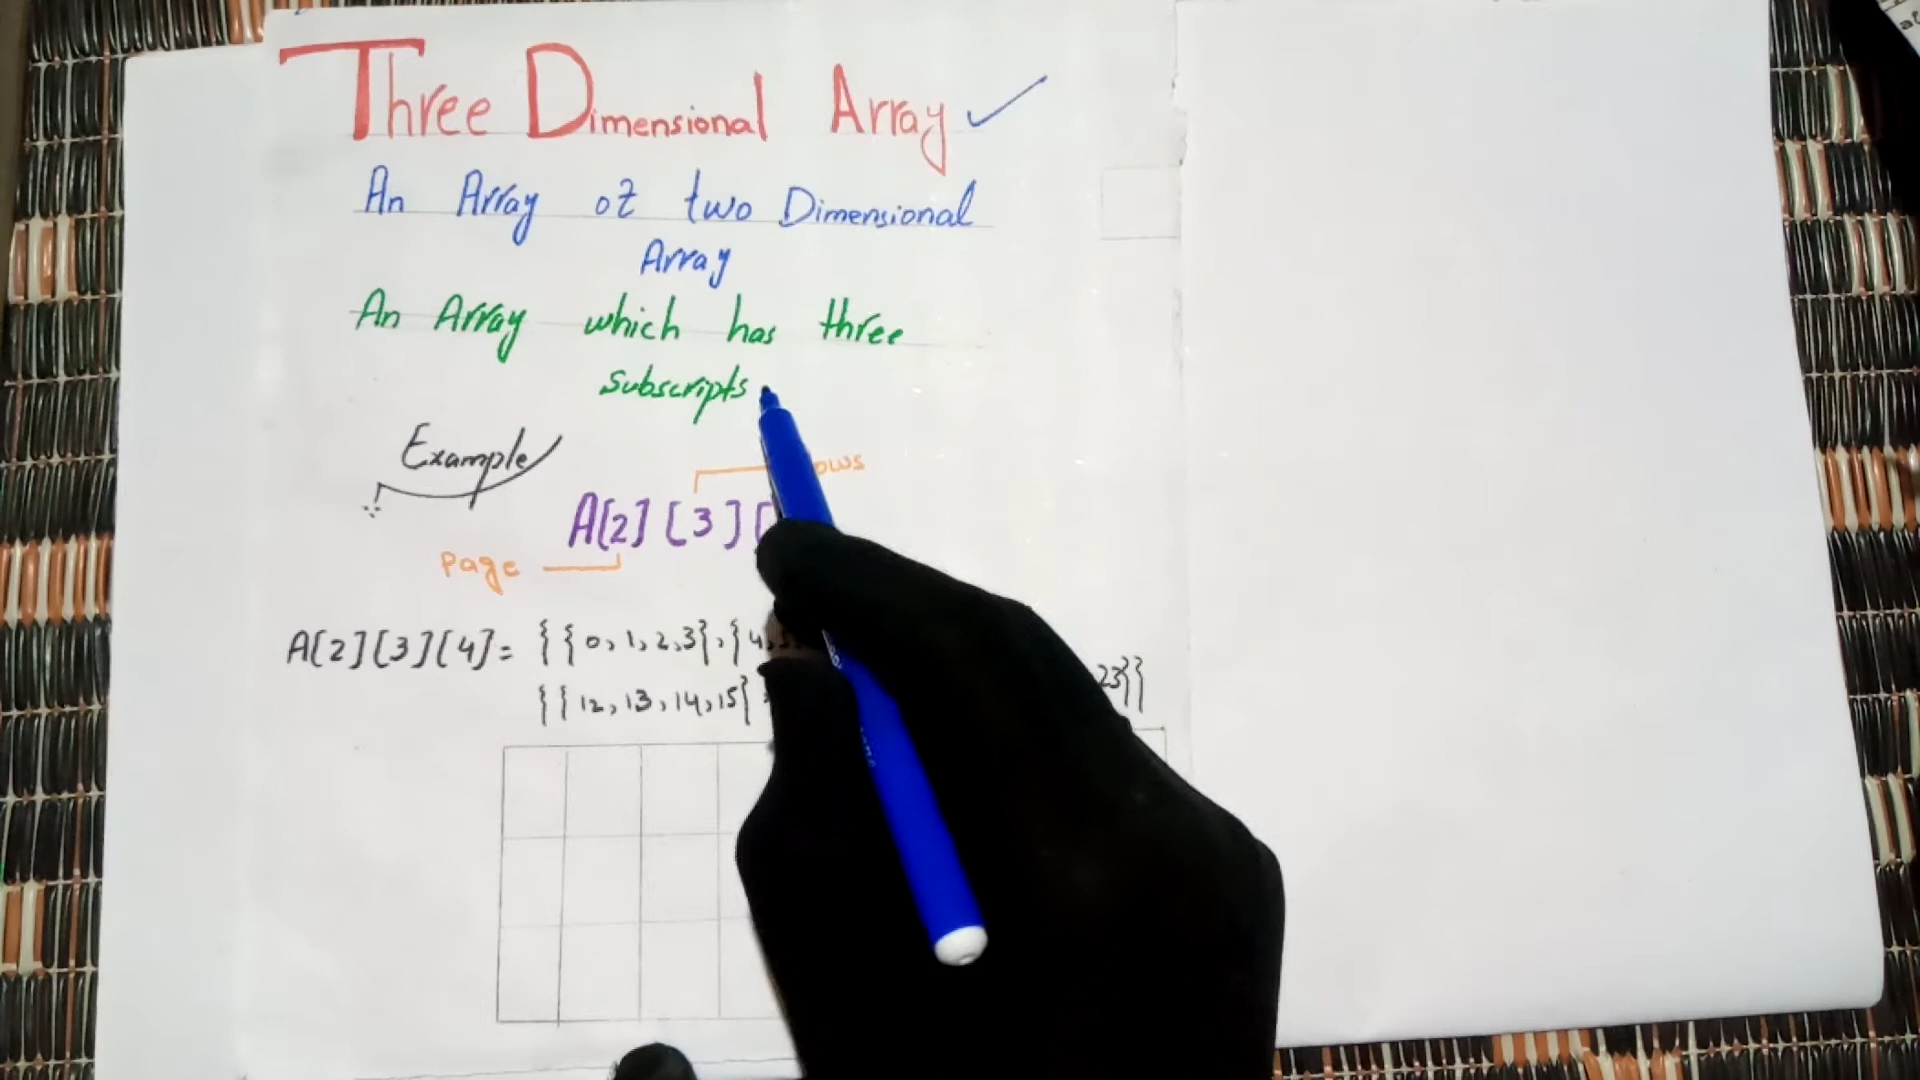 Three Dimensional Array
An Array of two Dimensional
Array
An Array which has three
subscripts
Example
ows
A[2][3][
Page
A[2][3][4]= {{0,1,2,3},{4,
23}}
{{12,13,14,15}